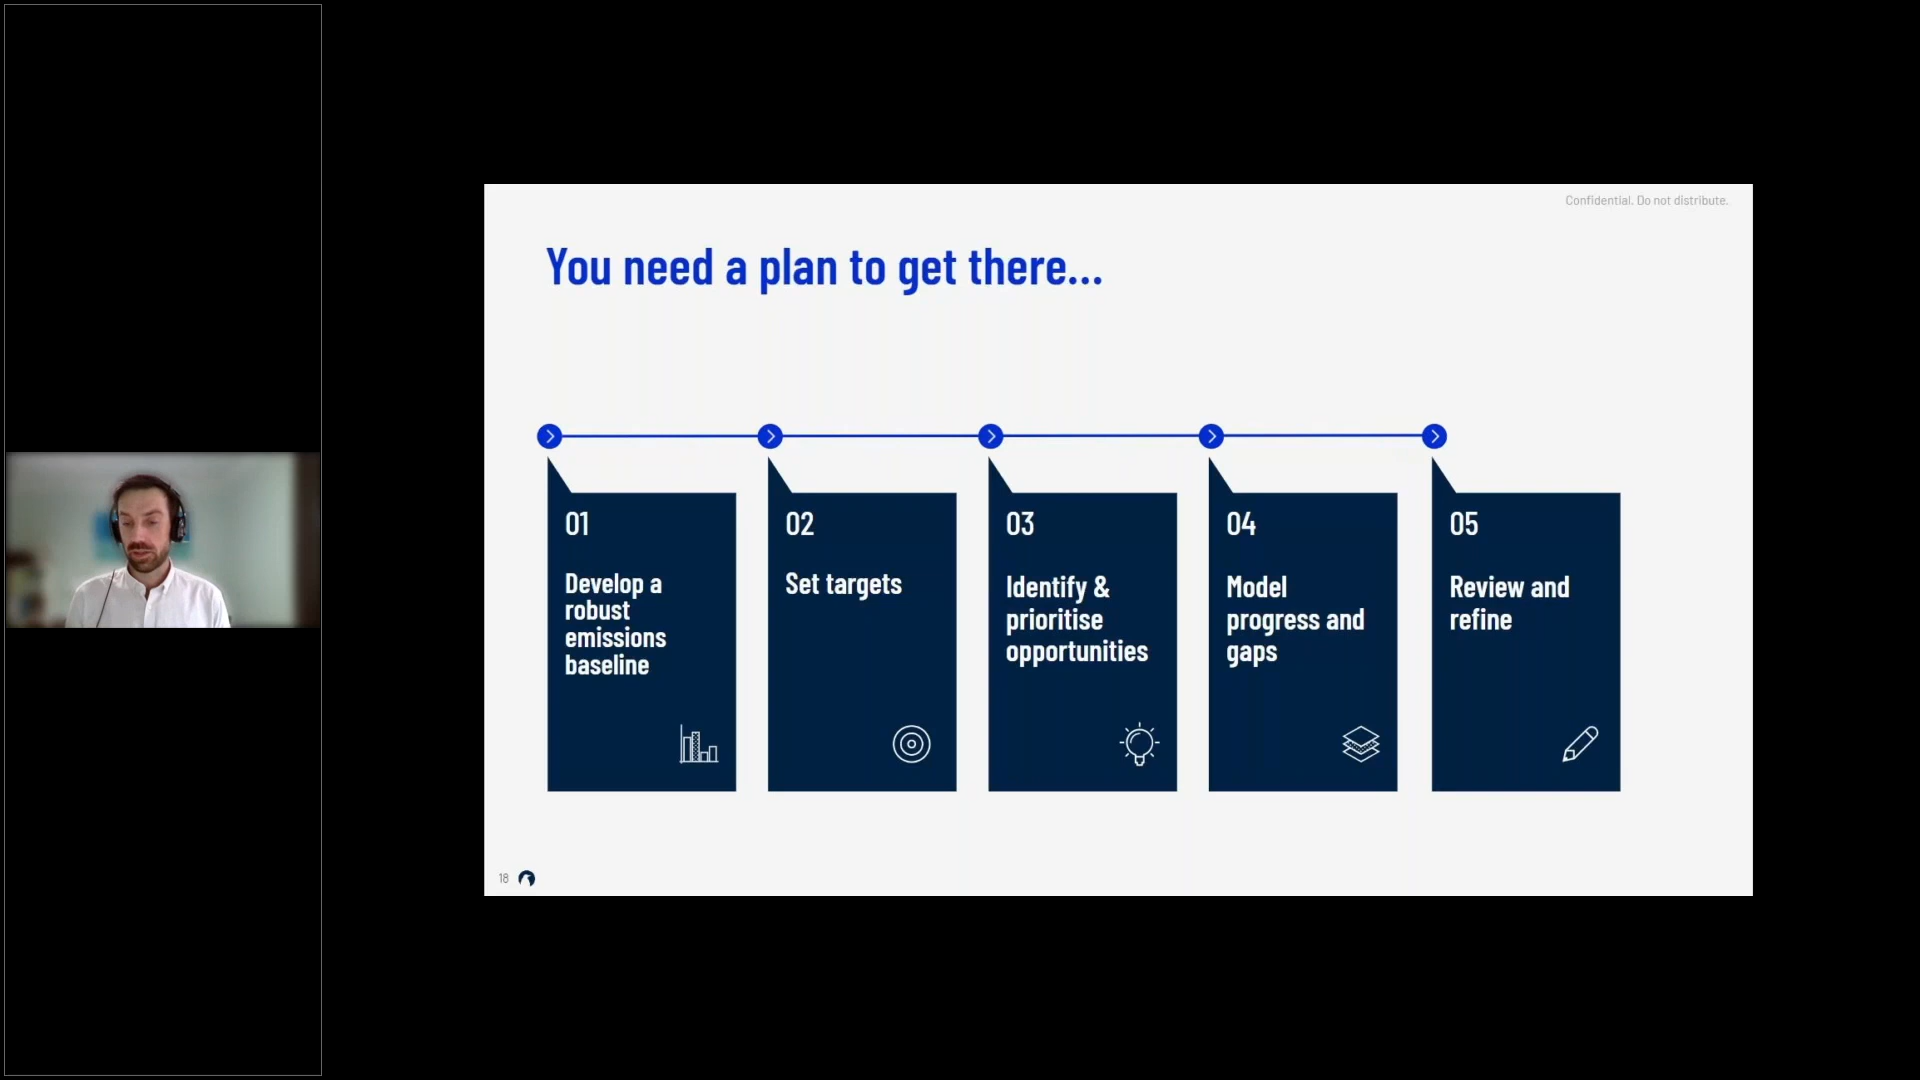 Confidential. Do not distribute.
You need a plan to get there...
01
Develop a
robust
emissions
baseline
02
Set targets
03
Identify &
prioritise
opportunities
04
Model
progress and
gaps
05
Review and
refine
18